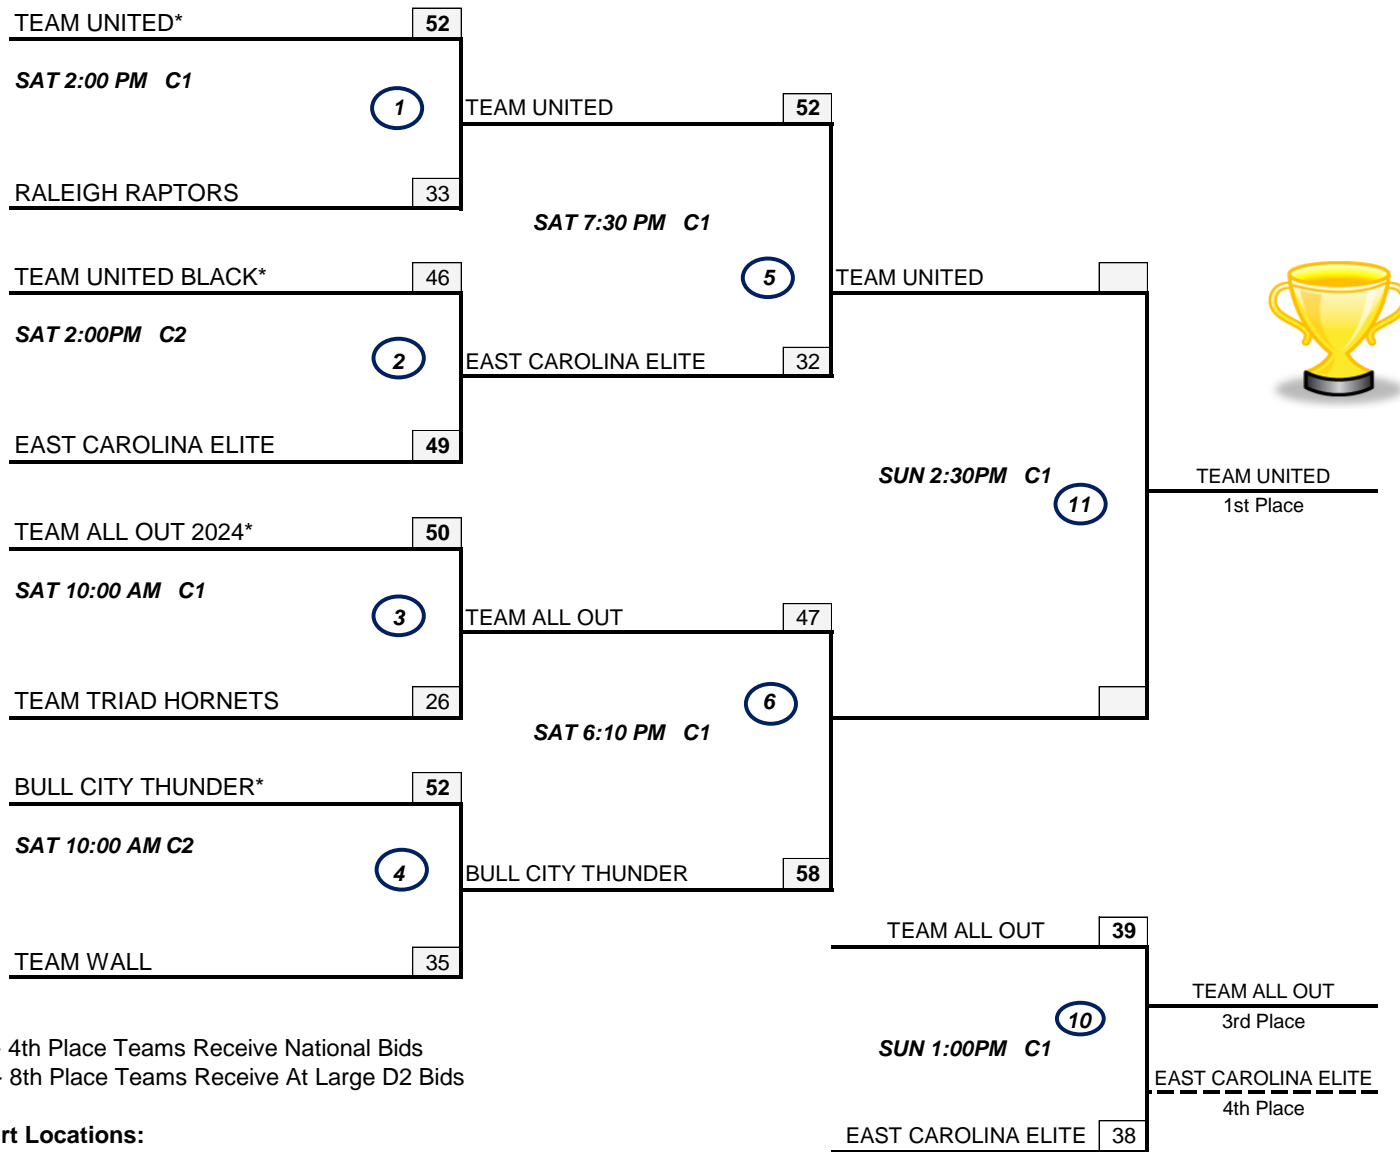 TEAM UNITED* 52
SAT 2:00 PM C1
1
TEAM UNITED 52
RALEIGH RAPTORS 33
SAT 7:30 PM C1
TEAM UNITED BLACK* 46
5
TEAM UNITED
SAT 2:00PM C2
2
EAST CAROLINA ELITE 32
EAST CAROLINA ELITE 49
SUN 2:30PM C1
11
TEAM UNITED
1st Place
TEAM ALL OUT 2024* 50
SAT 10:00 AM C1
3
TEAM ALL OUT 47
TEAM TRIAD HORNETS 26
6
SAT 6:10 PM C1
BULL CITY THUNDER* 52
SAT 10:00 AM C2
4
BULL CITY THUNDER 58
TEAM ALL OUT 39
TEAM WALL 35
TEAM ALL OUT
3rd Place
10
SUN 1:00PM C1
4th Place Teams Receive National Bids
- 8th Place Teams Receive At Large D2 Bids
EAST CAROLINA ELITE
4th Place
rt Locations:
EAST CAROLINA ELITE 38